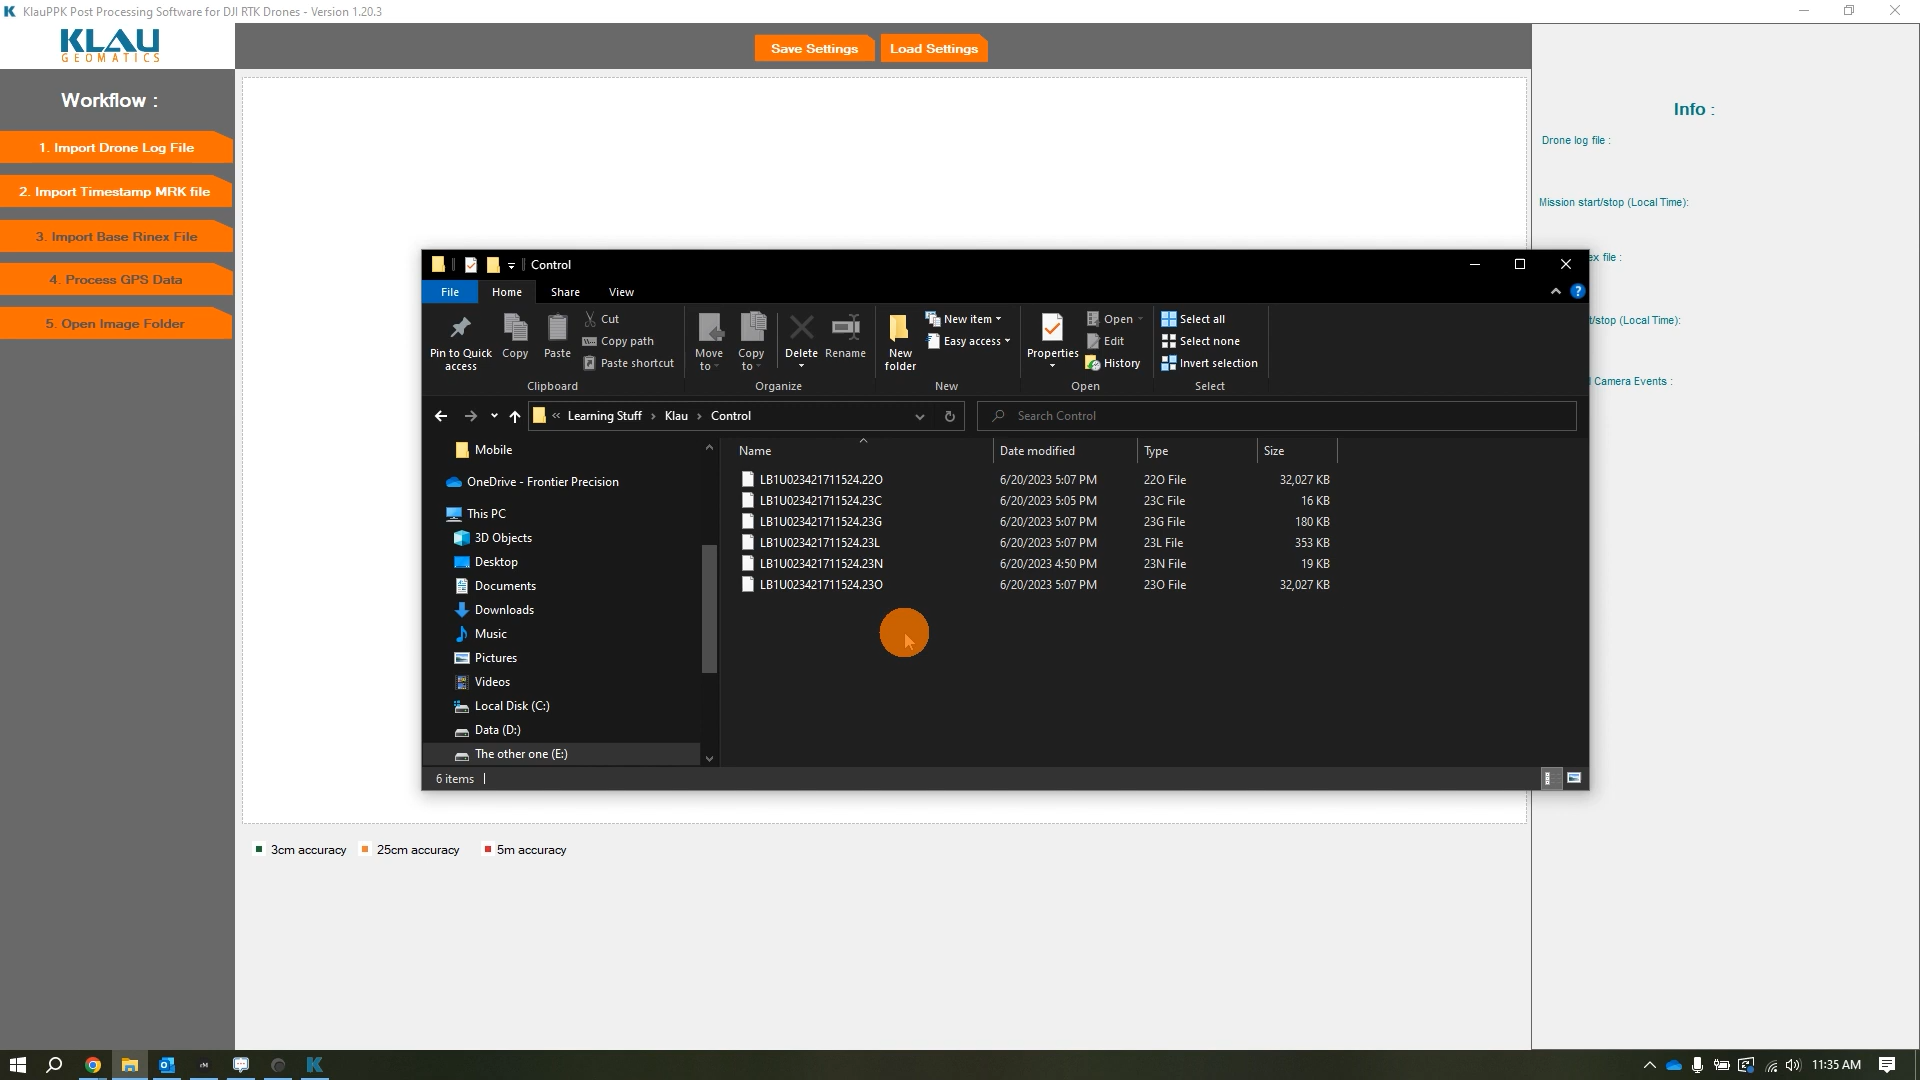 KlauPPK Post Processing Software for DJI RTK Drones - Version 1.20.3
KLAU
GEOMATICS
Save Settings
Load Settings
Workflow :
1. Import Drone Log File
2. Import Timestamp MRK file
3. Import Base Rinex File
4. Process GPS Data
5. Open Image Folder
Info :
Drone log file :
Mission start/stop (Local Time):
ex file :
t/stop (Local Time):
Camera Events :
Control
File Home Share View
Pin to Quick access
Copy
Paste
Cut
Copy path
Paste shortcut
Clipboard
Move to
Copy to
Delete
Rename
Organize
New folder
New item
Easy access
New
Properties
Open
Edit
History
Open
Select all
Select none
Invert selection
Select
« Learning Stuff › Klau › Control
Search Control
Mobile
OneDrive - Frontier Precision
This PC
3D Objects
Desktop
Documents
Downloads
Music
Pictures
Videos
Local Disk (C:)
Data (D:)
The other one (E:)
Name Date modified Type Size
LB1U023421711524.22O 6/20/2023 5:07 PM 22O File 32,027 KB
LB1U023421711524.23C 6/20/2023 5:05 PM 23C File 16 KB
LB1U023421711524.23G 6/20/2023 5:07 PM 23G File 180 KB
LB1U023421711524.23L 6/20/2023 5:07 PM 23L File 353 KB
LB1U023421711524.23N 6/20/2023 4:50 PM 23N File 19 KB
LB1U023421711524.23O 6/20/2023 5:07 PM 23O File 32,027 KB
6 items
3cm accuracy 25cm accuracy 5m accuracy
11:35 AM